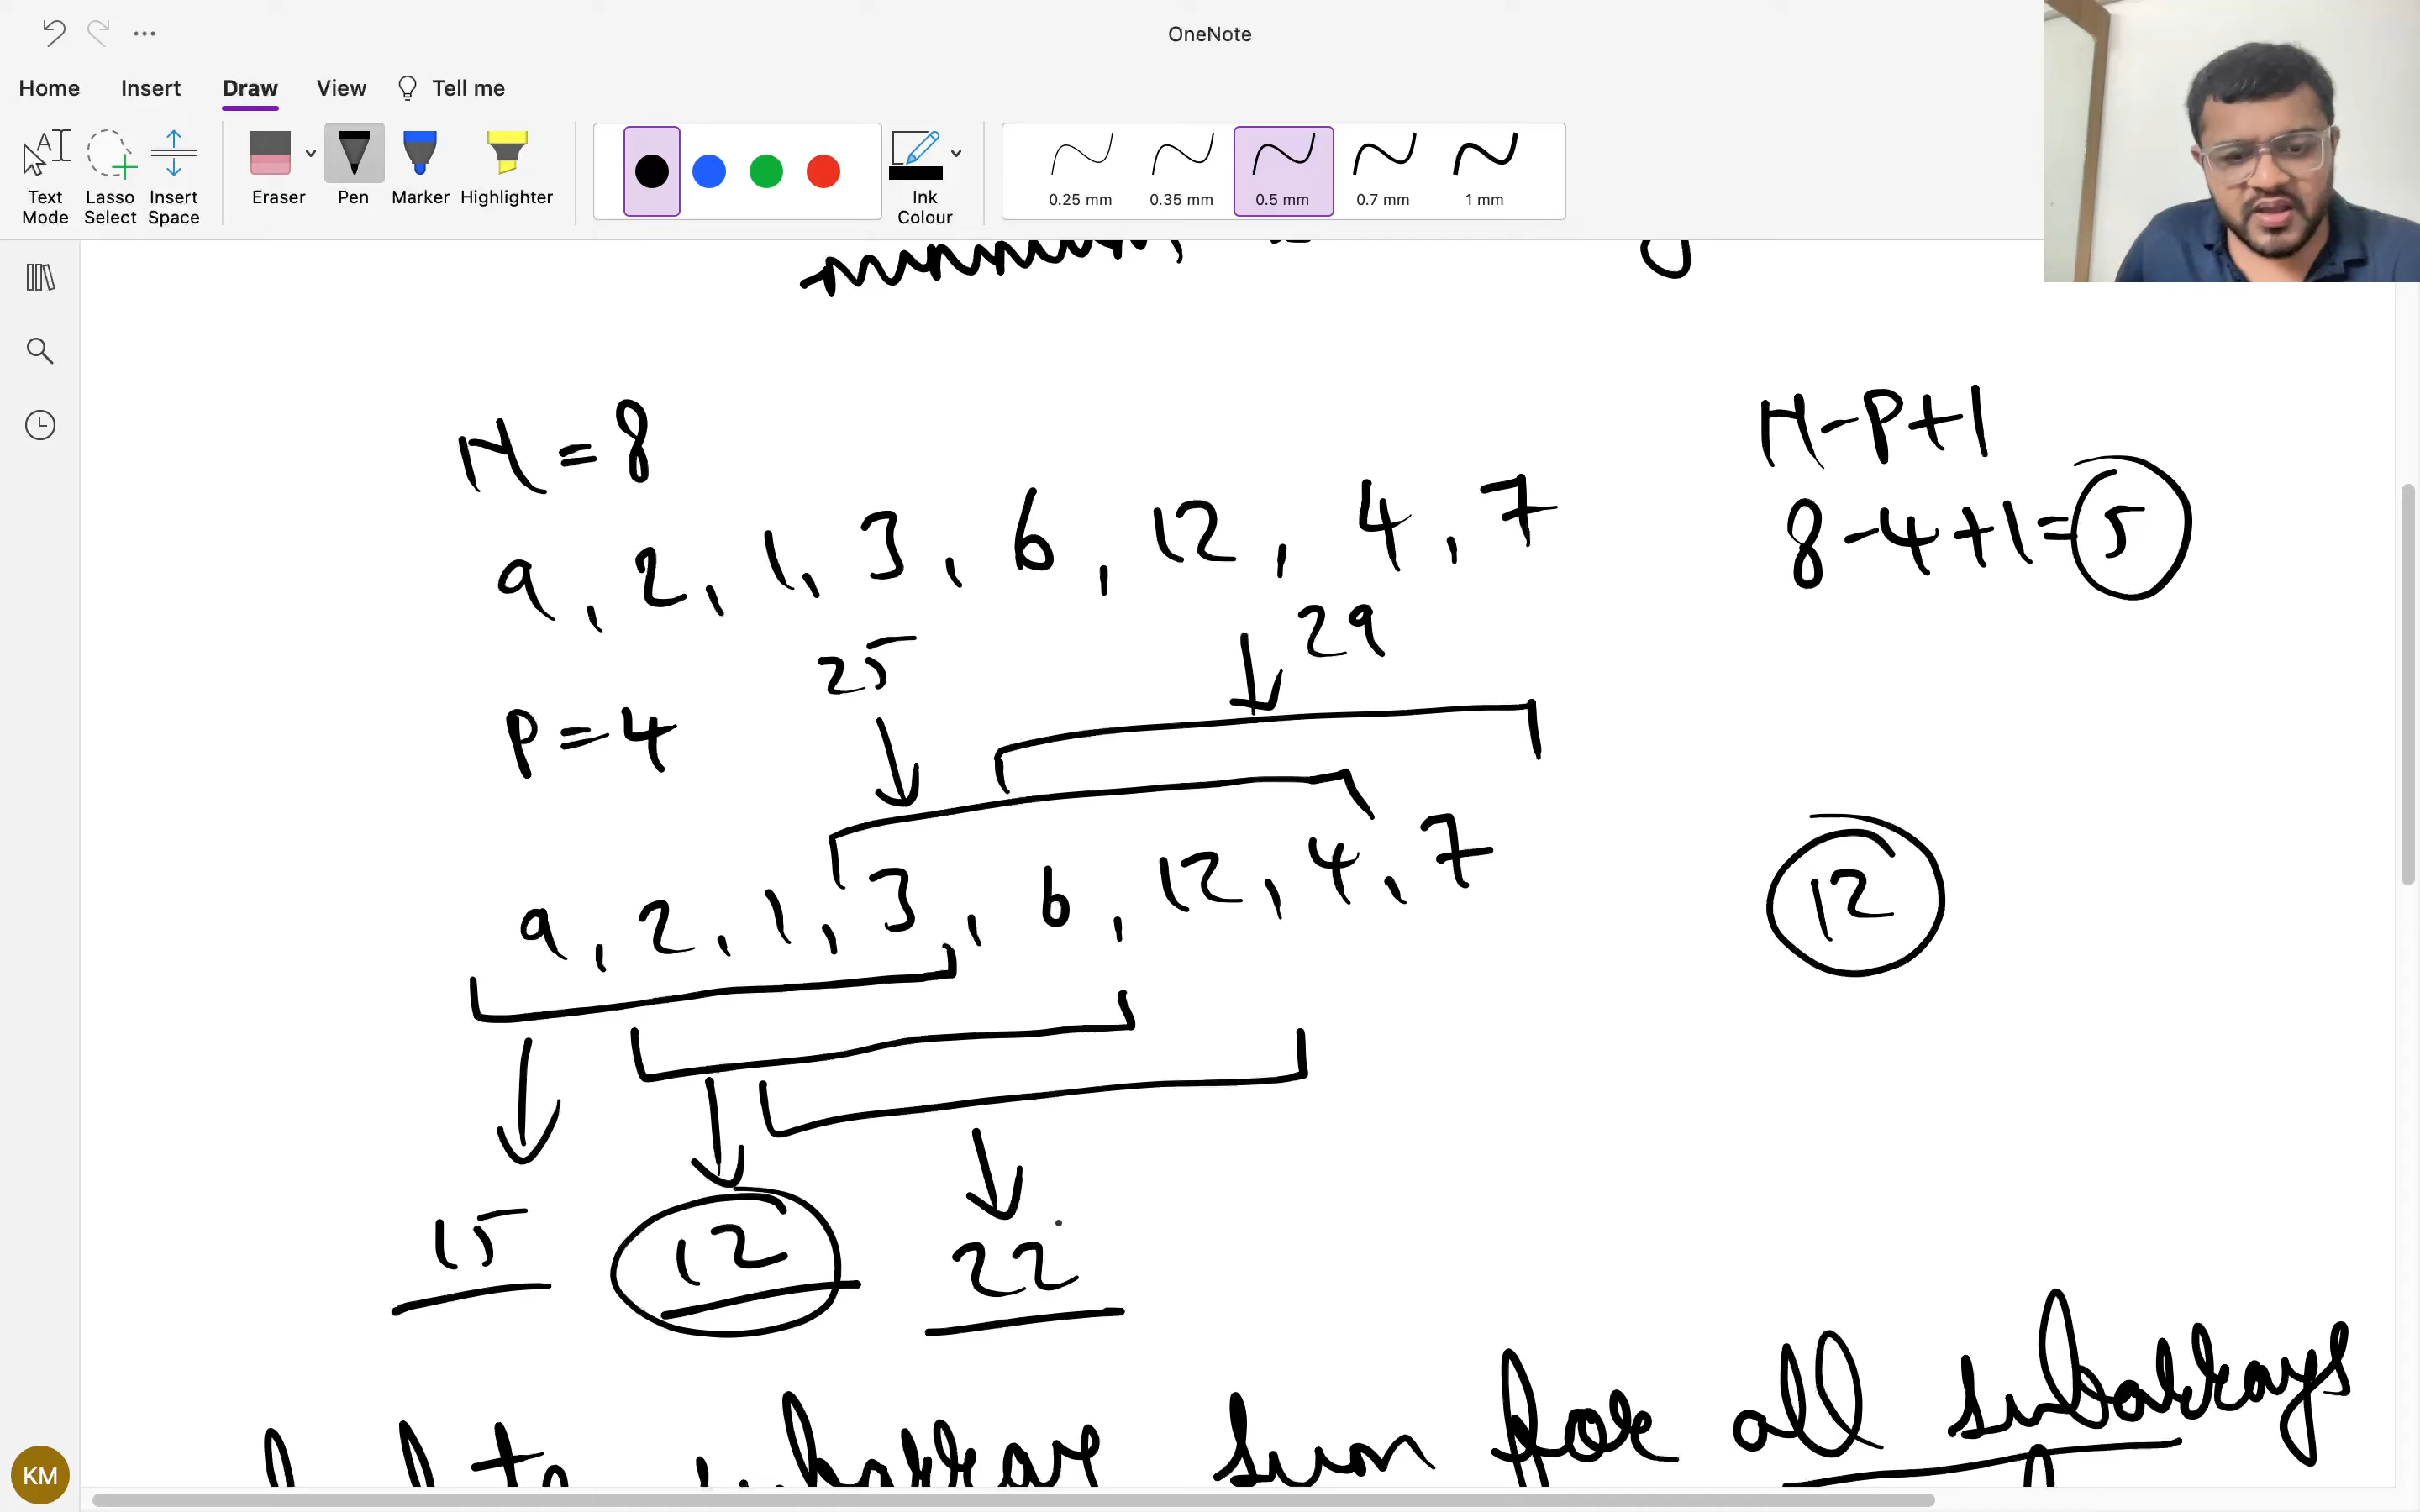 OneNote
Home Insert Draw View Tell me
Text Mode Lasso Select Insert Space Eraser Pen Marker Highlighter Ink Colour 0.25 mm 0.35 mm 0.5 mm 0.7 mm 1 mm
minimum
N = 8
N-P+1
9, 2, 1, 3, 6, 12, 4, 7
8-4+1=5
25
29
P = 4
9, 2, 1, 3, 6, 12, 4, 7
12
15 12 22
subarray sum for all subarrays
KM